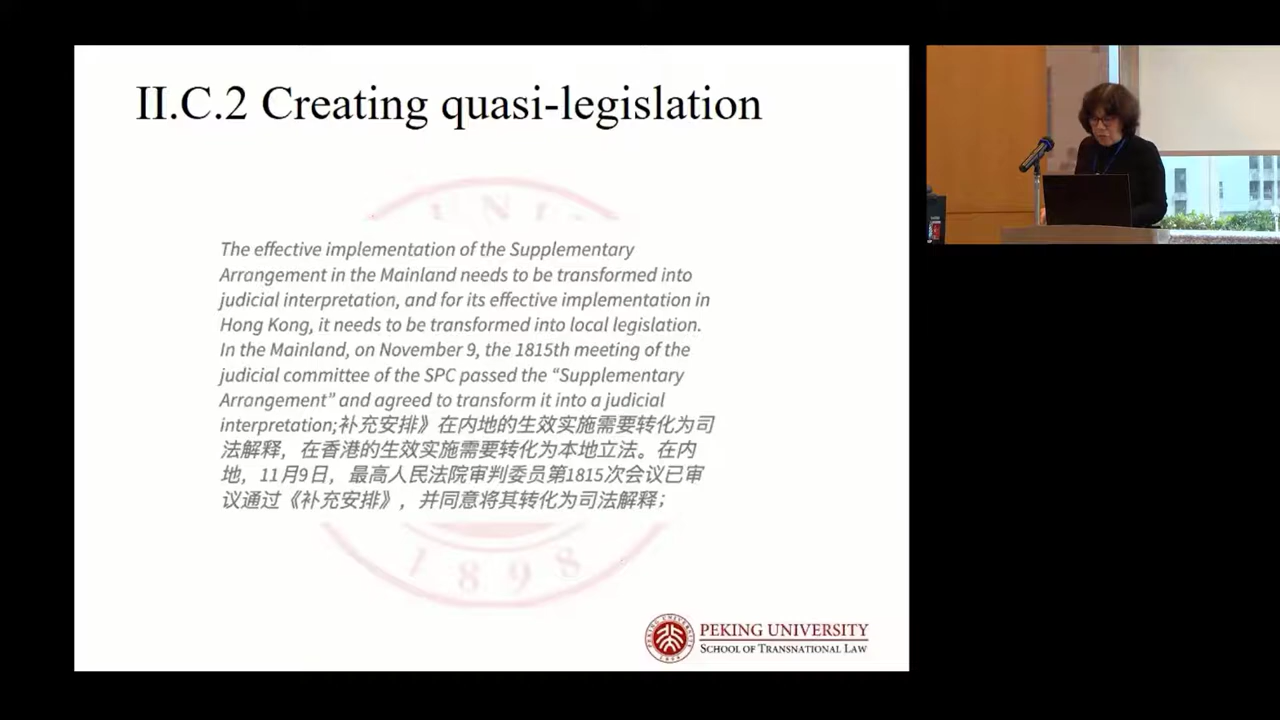 II.C.2 Creating quasi-legislation
The effective implementation of the Supplementary
Arrangement in the Mainland needs to be transformed into
judicial interpretation, and for its effective implementation in
Hong Kong, it needs to be transformed into local legislation.
In the Mainland, on November 9, the 1815th meeting of the
judicial committee of the SPC passed the “Supplementary
Arrangement” and agreed to transform it into a judicial
interpretation;补充安排》在内地的生效实施需要转化为司
法解释，在香港的生效实施需要转化为本地立法。在内
地，11月9日，最高人民法院审判委员第1815次会议已审
议通过《补充安排》，并同意将其转化为司法解释；
1898
PEKING UNIVERSITY
SCHOOL OF TRANSNATIONAL LAW